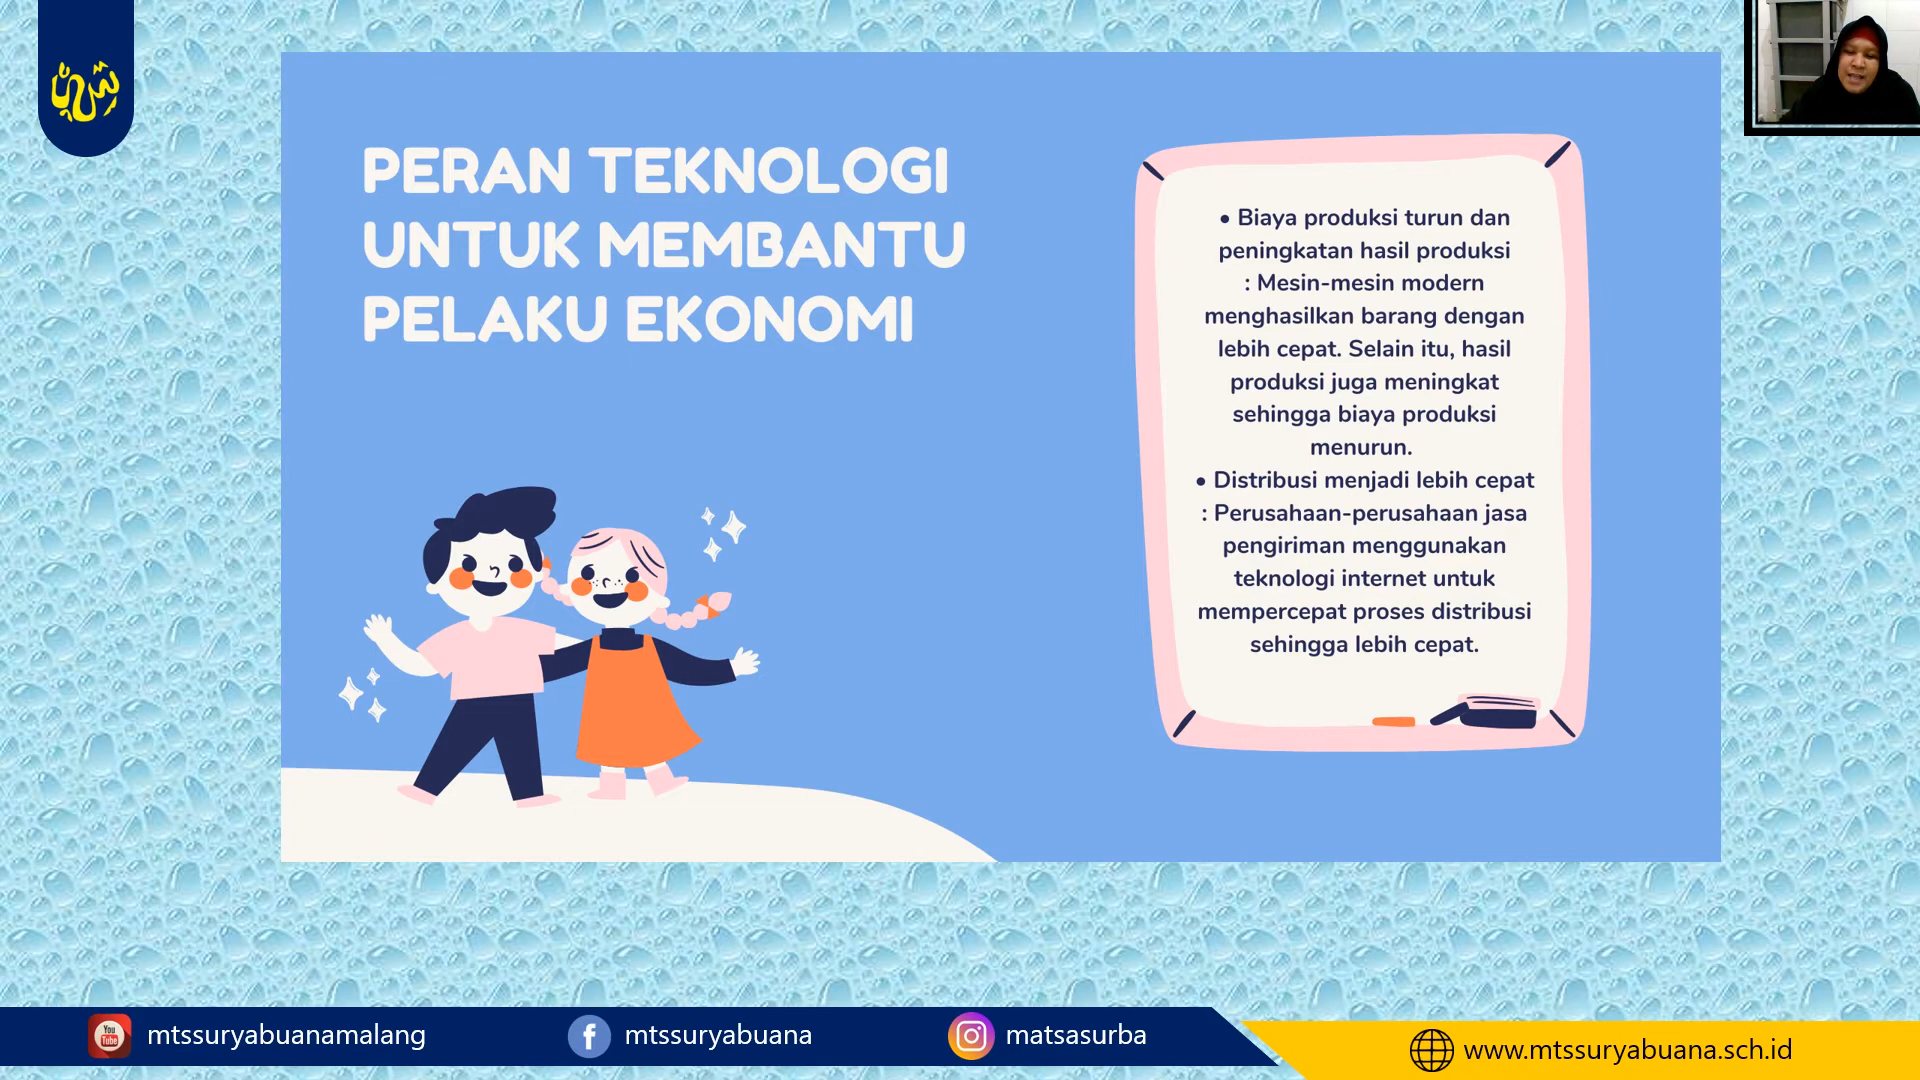 PERAN TEKNOLOGI
UNTUK MEMBANTU
PELAKU EKONOMI
• Biaya produksi turun dan
peningkatan hasil produksi
: Mesin-mesin modern
menghasilkan barang dengan
lebih cepat. Selain itu, hasil
produksi juga meningkat
sehingga biaya produksi
menurun.
• Distribusi menjadi lebih cepat
: Perusahaan-perusahaan jasa
pengiriman menggunakan
teknologi internet untuk
mempercepat proses distribusi
sehingga lebih cepat.
You
Tube
mtssuryabuanamalang
mtssuryabuana
matsasurba
www.mtssuryabuana.sch.id